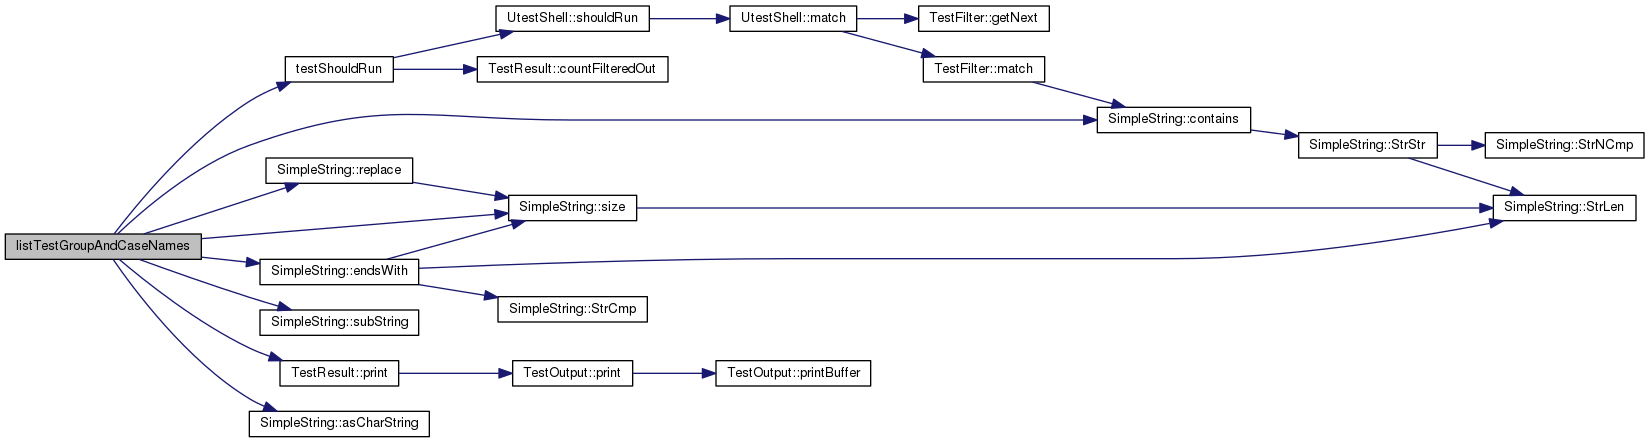 UtestShell::shouldRun
UtestShell::match
TestFilter::getNext
testShouldRun
TestResult::countFilteredOut
TestFilter::match
SimpleString::contains
SimpleString::StrStr
SimpleString::StrNCmp
SimpleString::replace
SimpleString::size
SimpleString::StrLen
listTestGroupAndCaseNames
SimpleString::endsWith
SimpleString::StrCmp
SimpleString::subString
TestResult::print
TestOutput::print
TestOutput::printBuffer
SimpleString::asCharString